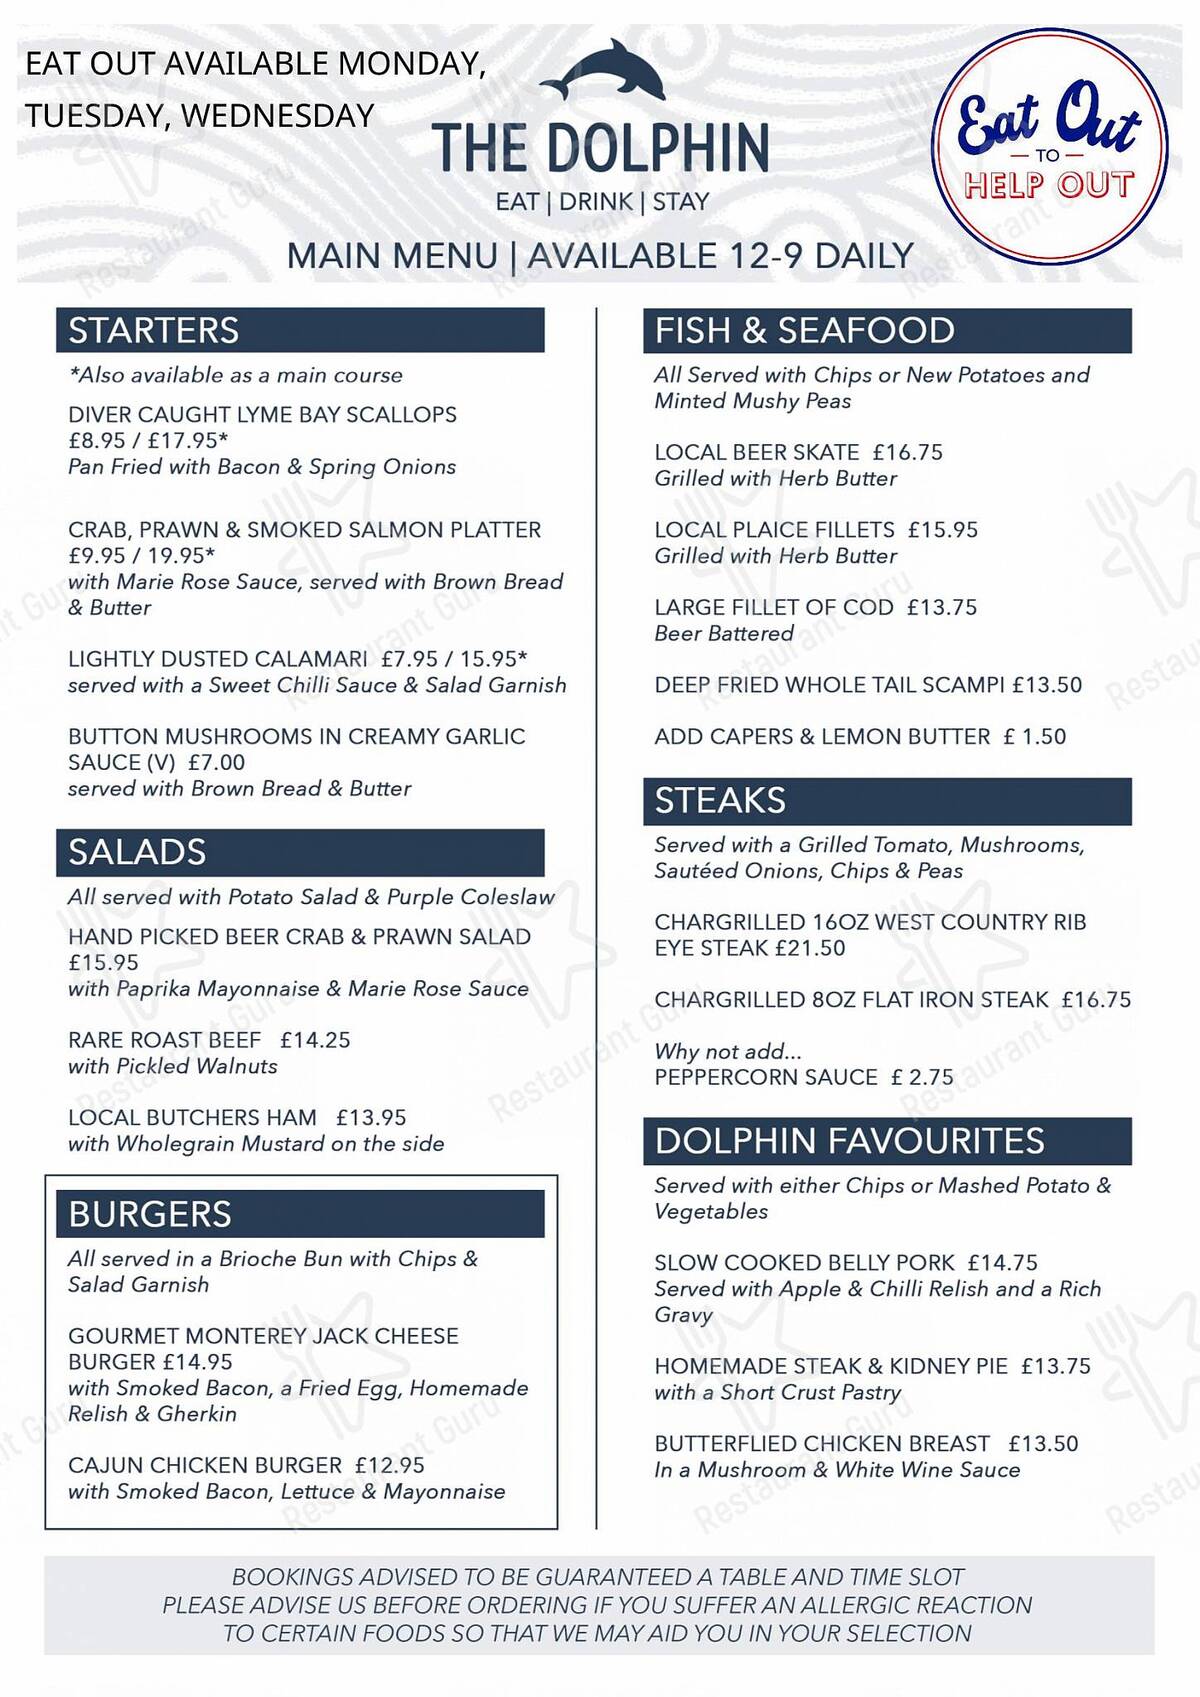 EAT OUT AVAILABLE MONDAY,
TUESDAY, WEDNESDAY
THE DOLPHIN
EAT | DRINK | STAY
MAIN MENU | AVAILABLE 12-9 DAILY
Eat Out
TO
HELP OUT
STARTERS
*Also available as a main course
DIVER CAUGHT LYME BAY SCALLOPS
£8.95 / £17.95*
Pan Fried with Bacon & Spring Onions
CRAB, PRAWN & SMOKED SALMON PLATTER
£9.95 / 19.95*
with Marie Rose Sauce, served with Brown Bread
& Butter
LIGHTLY DUSTED CALAMARI £7.95 / 15.95*
served with a Sweet Chilli Sauce & Salad Garnish
BUTTON MUSHROOMS IN CREAMY GARLIC
SAUCE (V) £7.00
served with Brown Bread & Butter
SALADS
All served with Potato Salad & Purple Coleslaw
HAND PICKED BEER CRAB & PRAWN SALAD
£15.95
with Paprika Mayonnaise & Marie Rose Sauce
RARE ROAST BEEF £14.25
with Pickled Walnuts
LOCAL BUTCHERS HAM £13.95
with Wholegrain Mustard on the side
BURGERS
All served in a Brioche Bun with Chips &
Salad Garnish
GOURMET MONTEREY JACK CHEESE
BURGER £14.95
with Smoked Bacon, a Fried Egg, Homemade
Relish & Gherkin
CAJUN CHICKEN BURGER £12.95
with Smoked Bacon, Lettuce & Mayonnaise
FISH & SEAFOOD
All Served with Chips or New Potatoes and
Minted Mushy Peas
LOCAL BEER SKATE £16.75
Grilled with Herb Butter
LOCAL PLAICE FILLETS £15.95
Grilled with Herb Butter
LARGE FILLET OF COD £13.75
Beer Battered
DEEP FRIED WHOLE TAIL SCAMPI £13.50
ADD CAPERS & LEMON BUTTER £ 1.50
STEAKS
Served with a Grilled Tomato, Mushrooms,
Sautéed Onions, Chips & Peas
CHARGRILLED 16OZ WEST COUNTRY RIB
EYE STEAK £21.50
CHARGRILLED 8OZ FLAT IRON STEAK £16.75
Why not add...
PEPPERCORN SAUCE £ 2.75
DOLPHIN FAVOURITES
Served with either Chips or Mashed Potato &
Vegetables
SLOW COOKED BELLY PORK £14.75
Served with Apple & Chilli Relish and a Rich
Gravy
HOMEMADE STEAK & KIDNEY PIE £13.75
with a Short Crust Pastry
BUTTERFLIED CHICKEN BREAST £13.50
In a Mushroom & White Wine Sauce
BOOKINGS ADVISED TO BE GUARANTEED A TABLE AND TIME SLOT
PLEASE ADVISE US BEFORE ORDERING IF YOU SUFFER AN ALLERGIC REACTION
TO CERTAIN FOODS SO THAT WE MAY AID YOU IN YOUR SELECTION
Restaurant Guru